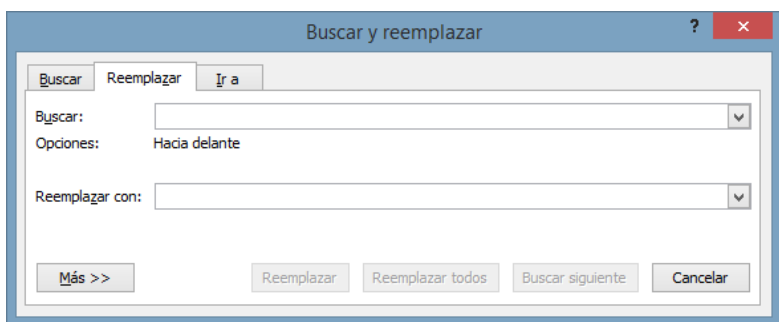 Buscar y reemplazar ?
Buscar Reemplazar Ir a
Buscar:
Opciones: Hacia delante
Reemplazar con:
Más >> Reemplazar Reemplazar todos Buscar siguiente Cancelar